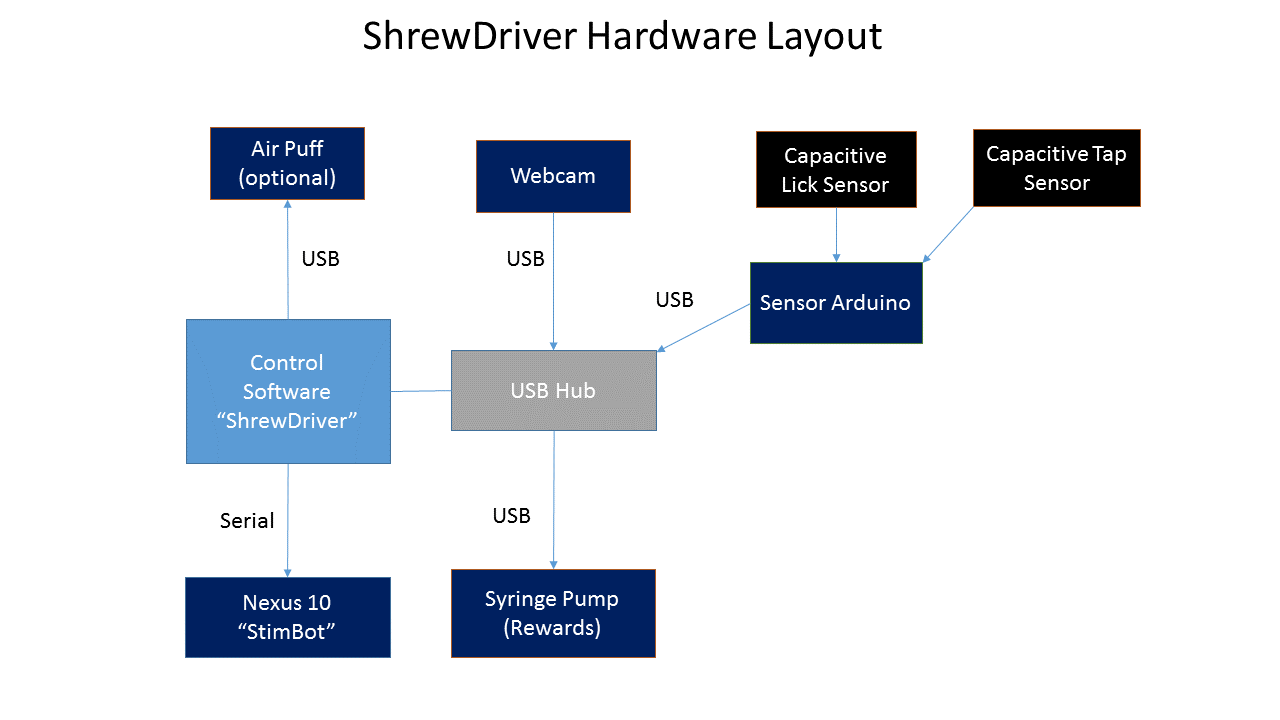 ShrewDriver Hardware Layout
Air Puff
(optional)
Webcam
Capacitive
Lick Sensor
Capacitive Tap
Sensor
USB
USB
USB
Sensor Arduino
Control
Software
“ShrewDriver”
USB Hub
Serial
USB
Nexus 10
“StimBot”
Syringe Pump
(Rewards)